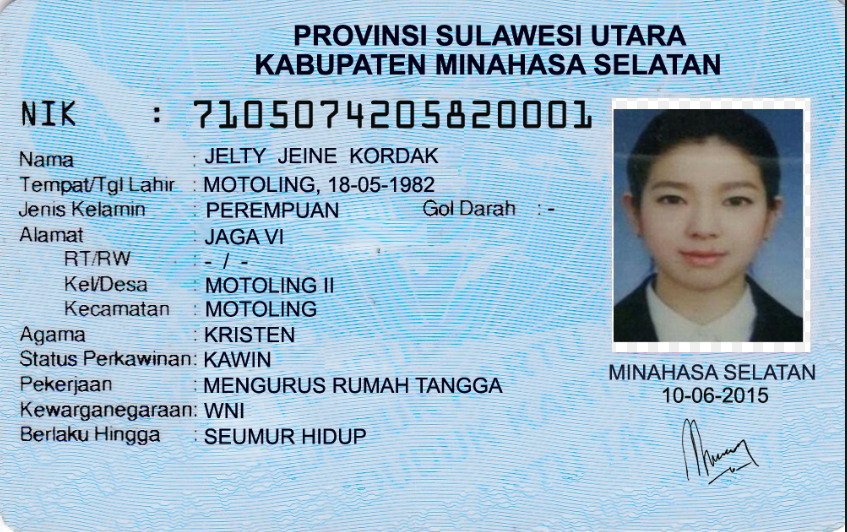 PROVINSI SULAWESI UTARA
KABUPATEN MINAHASA SELATAN
NIK : 7105074205820001
Nama : JELTY JEINE KORDAK
Tempat/Tgl Lahir : MOTOLING, 18-05-1982
Jenis Kelamin : PEREMPUAN Gol Darah : -
Alamat : JAGA VI
RT/RW : - / -
Kel/Desa : MOTOLING II
Kecamatan : MOTOLING
Agama : KRISTEN
Status Perkawinan : KAWIN
Pekerjaan : MENGURUS RUMAH TANGGA
Kewarganegaraan : WNI
Berlaku Hingga : SEUMUR HIDUP
MINAHASA SELATAN
10-06-2015